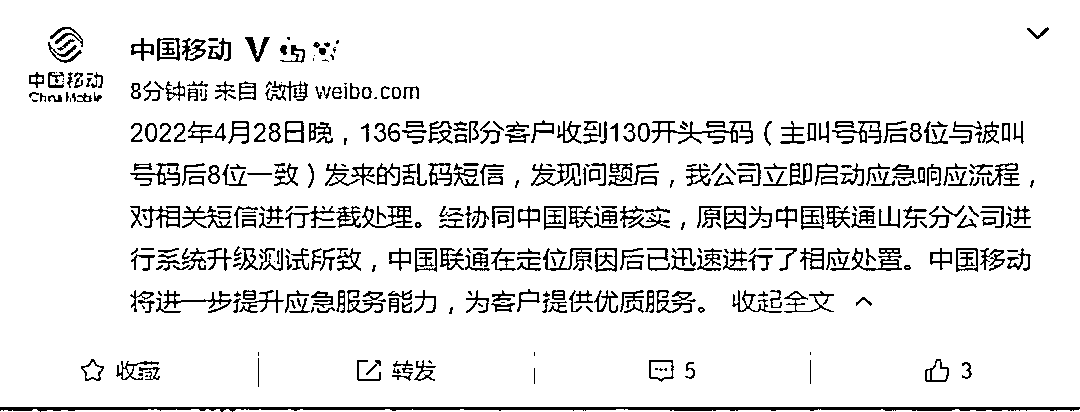 中国移动
8分钟前 来自 微博 weibo.com
中国移动
China Mobile
2022年4月28日晚，136号段部分客户收到130开头号码（主叫号码后8位与被叫
号码后8位一致）发来的乱码短信，发现问题后，我公司立即启动应急响应流程，
对相关短信进行拦截处理。经协同中国联通核实，原因为中国联通山东分公司进
行系统升级测试所致，中国联通在定位原因后已迅速进行了相应处置。中国移动
将进一步提升应急服务能力，为客户提供优质服务。 收起全文
收藏 转发 5 3